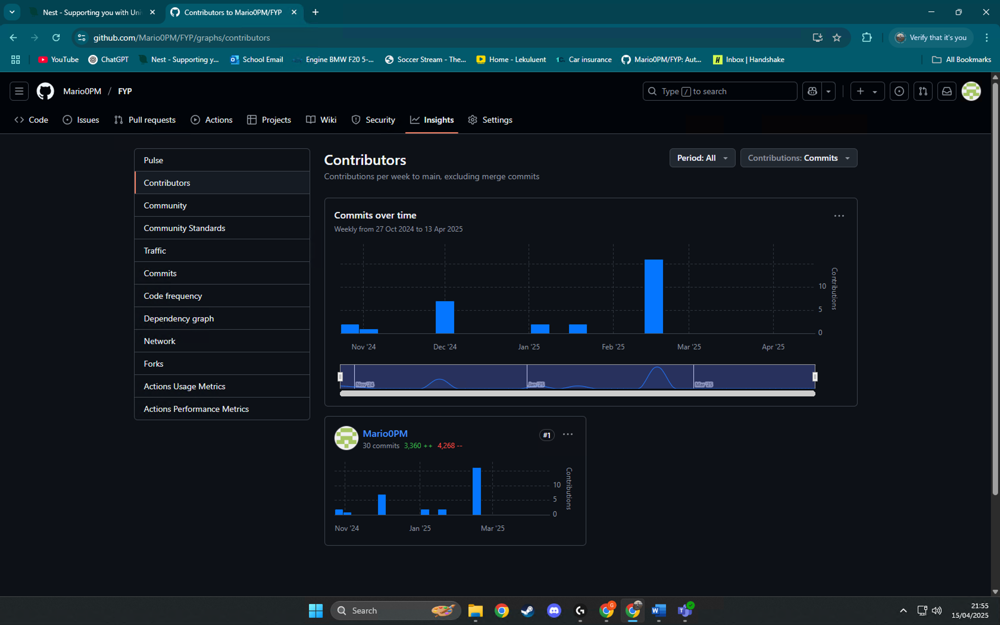 Nest - Supporting you with Uni
Contributors to Mario0PM/FYP
github.com/Mario0PM/FYP/graphs/contributors
Verify that it's you
YouTube
ChatGPT
Nest - Supporting y...
School Email
Engine BMW F20 5-...
Soccer Stream - The...
Home - Lekuluent
Car insurance
Mario0PM/FYP: Aut...
Inbox | Handshake
All Bookmarks
Mario0PM / FYP
Type / to search
Code
Issues
Pull requests
Actions
Projects
Wiki
Security
Insights
Settings
Pulse
Contributors
Community
Community Standards
Traffic
Commits
Code frequency
Dependency graph
Network
Forks
Actions Usage Metrics
Actions Performance Metrics
Contributors
Contributions per week to main, excluding merge commits
Period: All
Contributions: Commits
Commits over time
Weekly from 27 Oct 2024 to 13 Apr 2025
10
5
0
Contributions
Nov '24
Dec '24
Jan '25
Feb '25
Mar '25
Apr '25
Nov '24
Jan '25
Mar '25
Mario0PM
#1
30 commits 3,360 ++ 4,268 --
10
5
0
Contributions
Nov '24
Jan '25
Mar '25
Search
21:55
15/04/2025